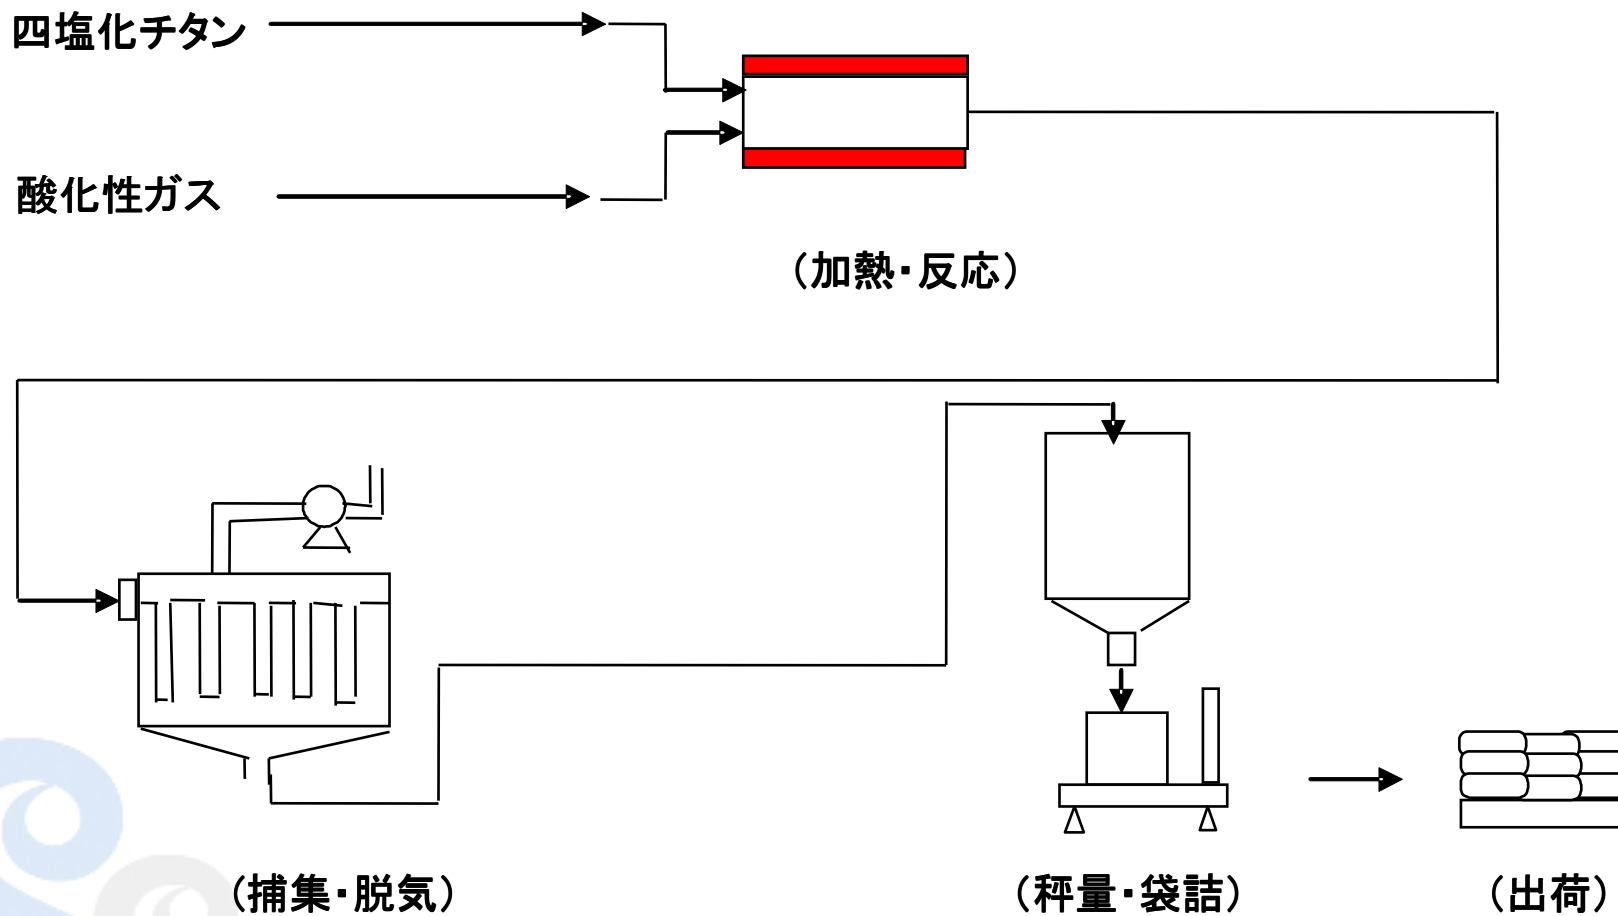 四塩化チタン
酸化性ガス
（加熱・反応）
（捕集・脱気）
（秤量・袋詰）
（出荷）